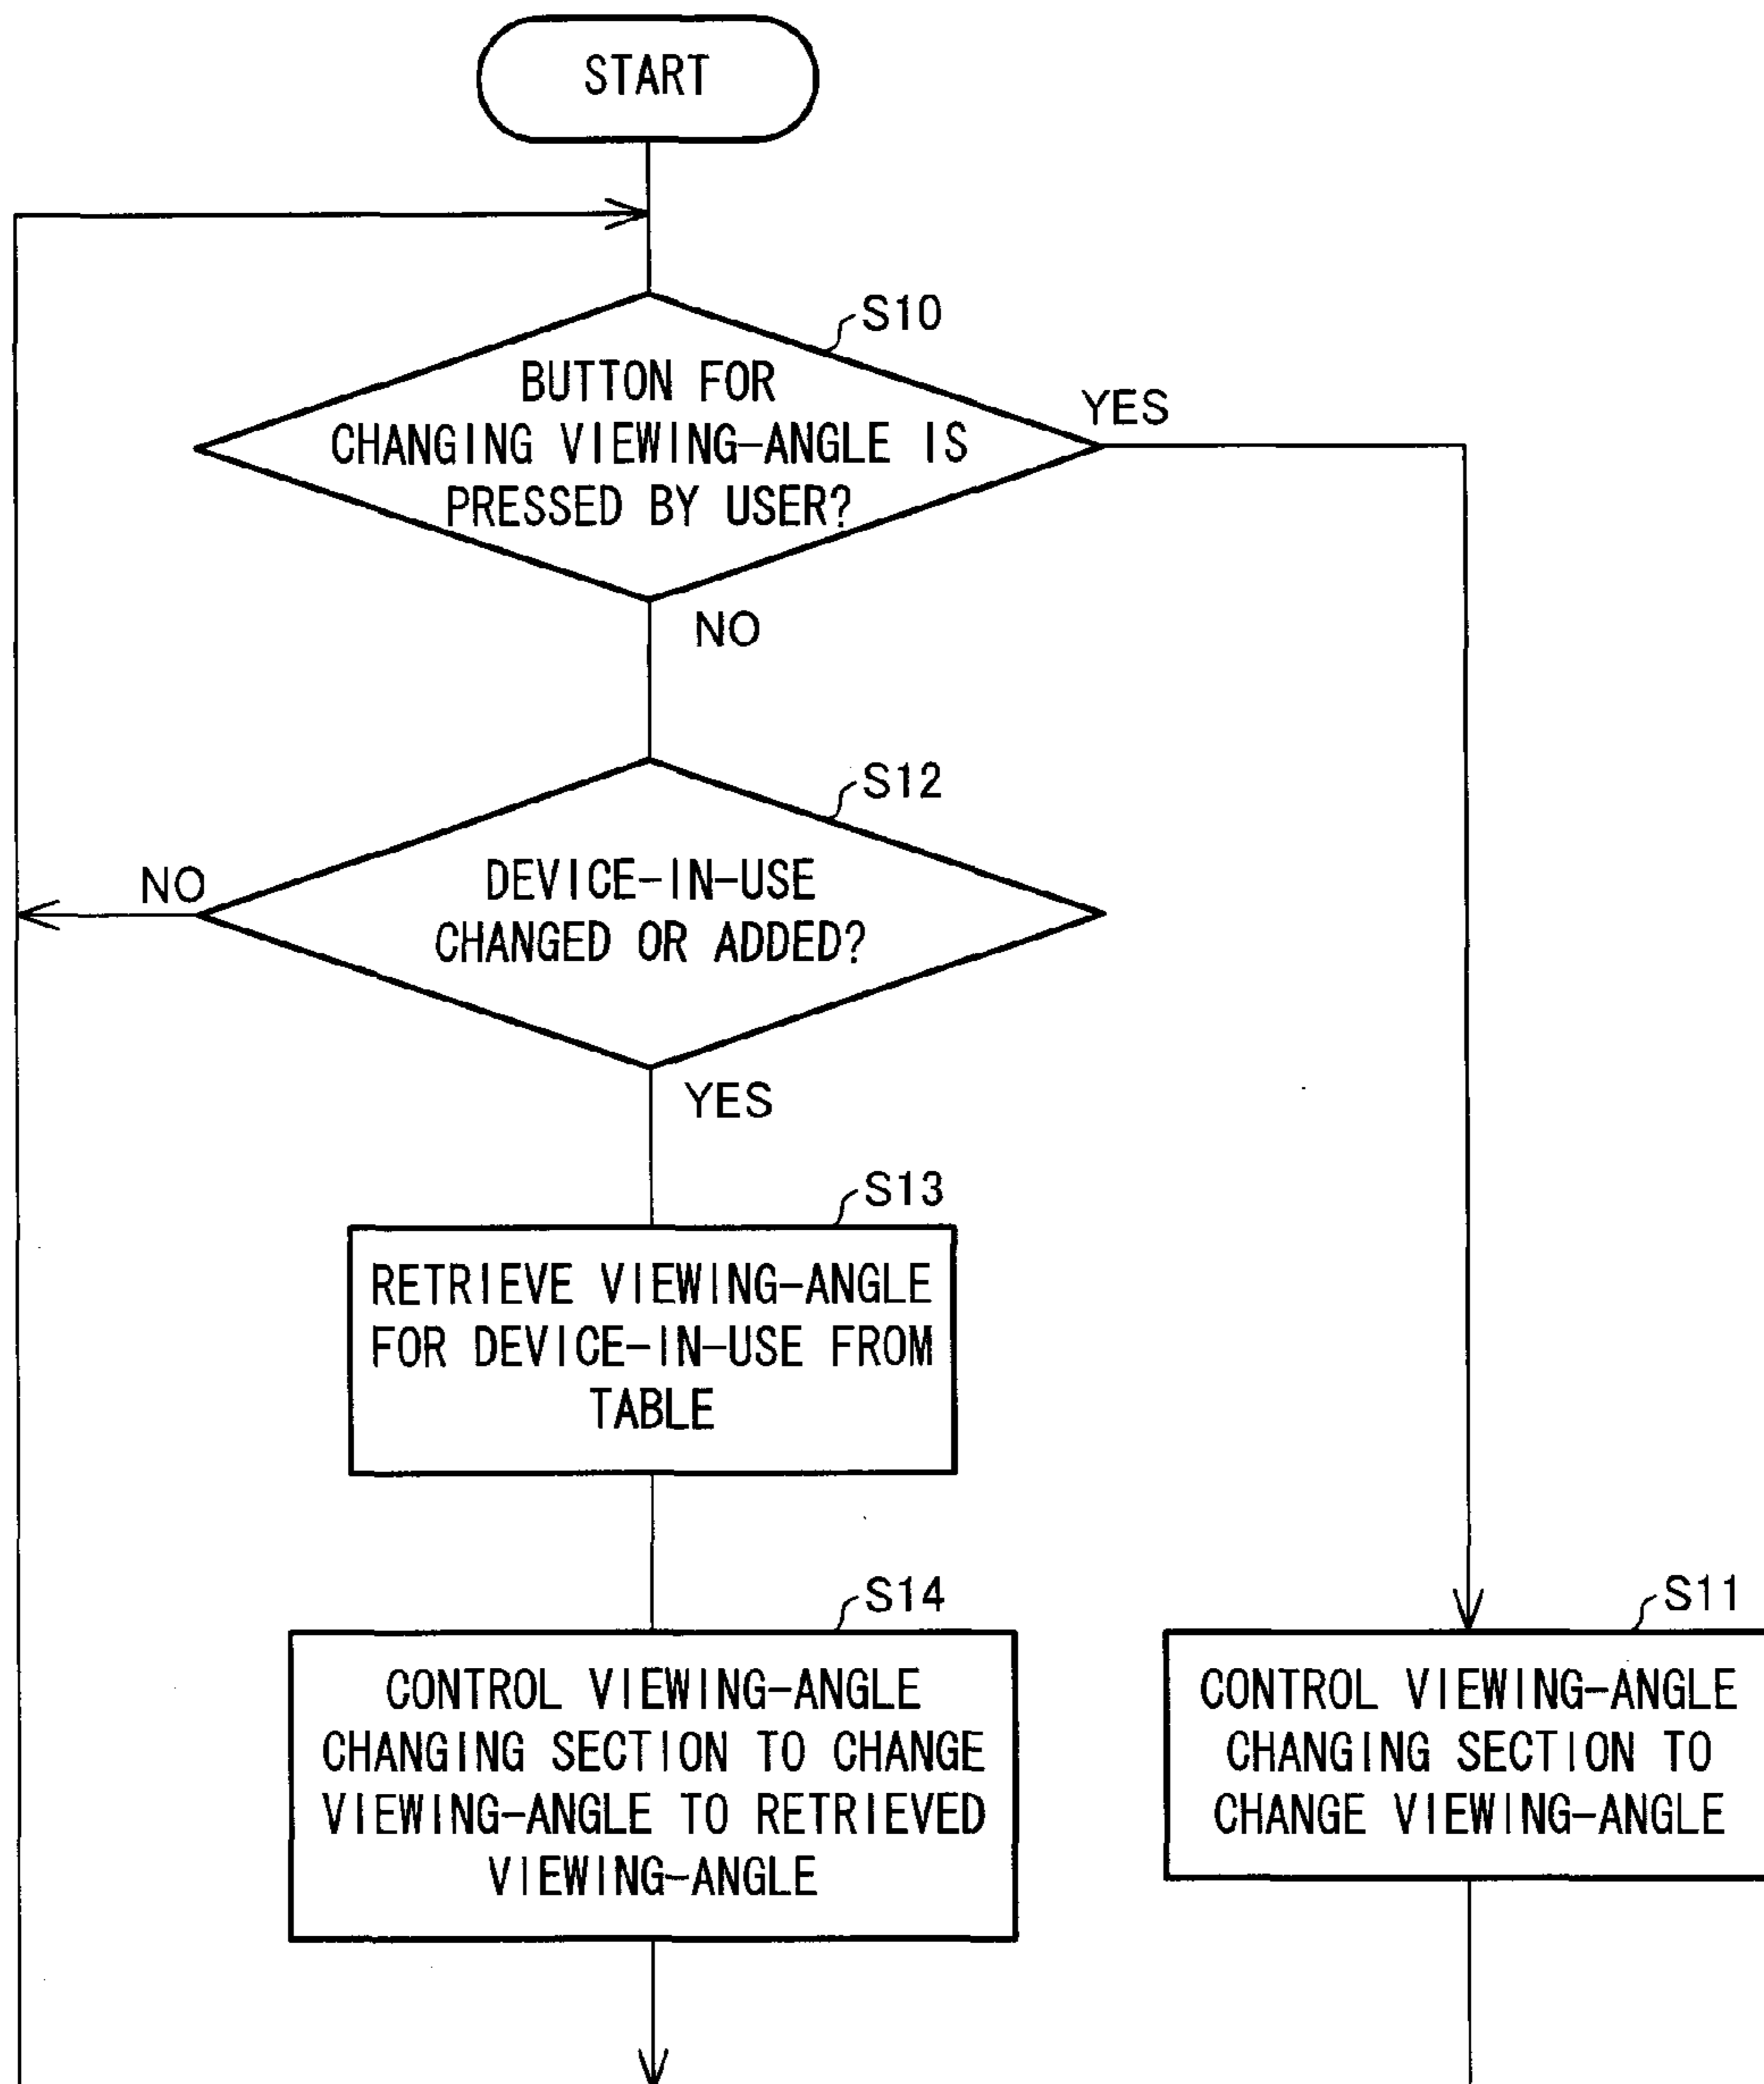 START
S10
BUTTON FOR
CHANGING VIEWING-ANGLE IS
PRESSED BY USER?
YES
NO
S12
DEVICE-IN-USE
CHANGED OR ADDED?
NO
YES
S13
RETRIEVE VIEWING-ANGLE
FOR DEVICE-IN-USE FROM
TABLE
S14
CONTROL VIEWING-ANGLE
CHANGING SECTION TO CHANGE
VIEWING-ANGLE TO RETRIEVED
VIEWING-ANGLE
S11
CONTROL VIEWING-ANGLE
CHANGING SECTION TO
CHANGE VIEWING-ANGLE